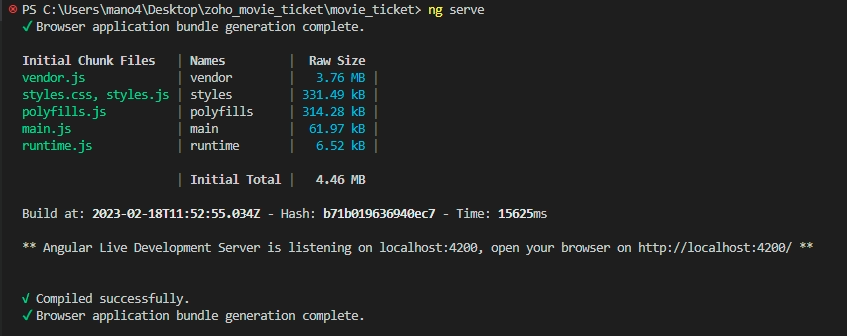 PS C:\Users\mano4\Desktop\zoho_movie_ticket\movie_ticket> ng serve
✓ Browser application bundle generation complete.
Initial Chunk Files | Names | Raw Size
vendor.js | vendor | 3.76 MB |
styles.css, styles.js | styles | 331.49 kB |
polyfills.js | polyfills | 314.28 kB |
main.js | main | 61.97 kB |
runtime.js | runtime | 6.52 kB |
| Initial Total | 4.46 MB
Build at: 2023-02-18T11:52:55.034Z - Hash: b71b019636940ec7 - Time: 15625ms
** Angular Live Development Server is listening on localhost:4200, open your browser on http://localhost:4200/ **
√ Compiled successfully.
✓ Browser application bundle generation complete.